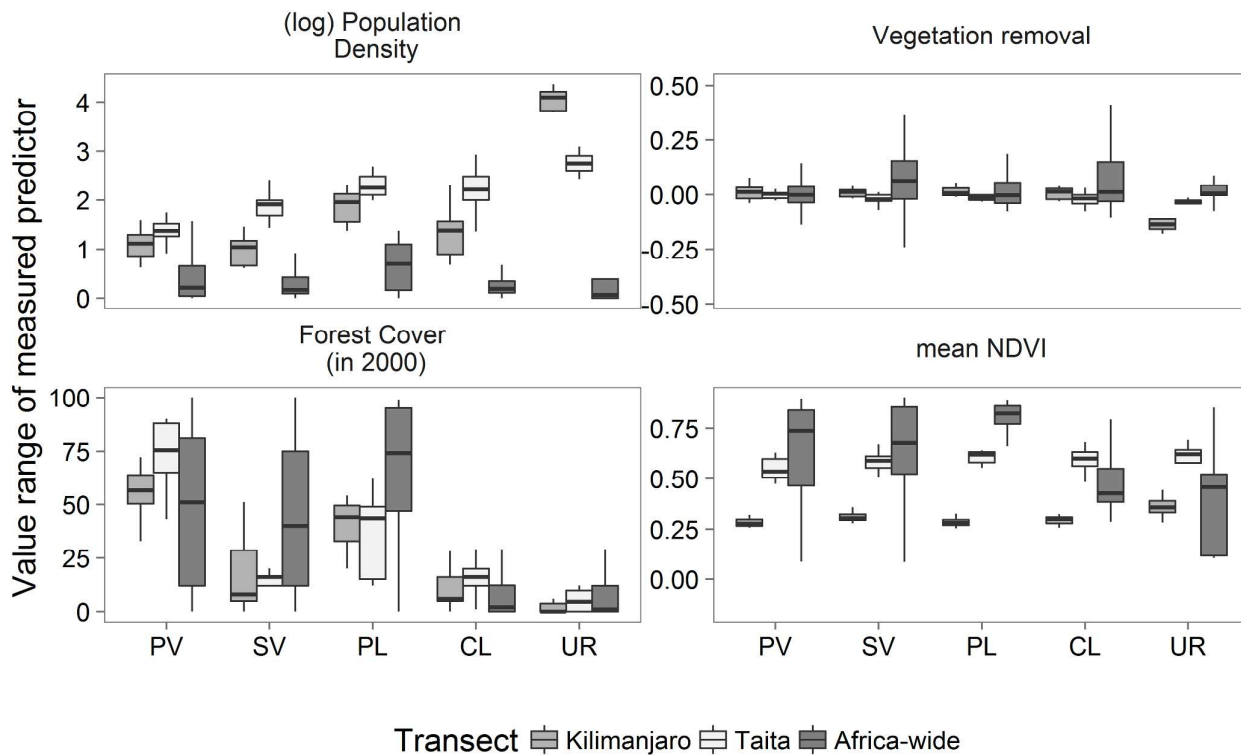 (log) Population
Density
Vegetation removal
Value range of measured predictor
4
3
2
1
0
0.50
0.25
0.00
-0.25
-0.50
Forest Cover
(in 2000)
mean NDVI
100
75
50
25
0
0.75
0.50
0.25
0.00
PV SV PL CL UR
PV SV PL CL UR
Transect Kilimanjaro Taita Africa-wide